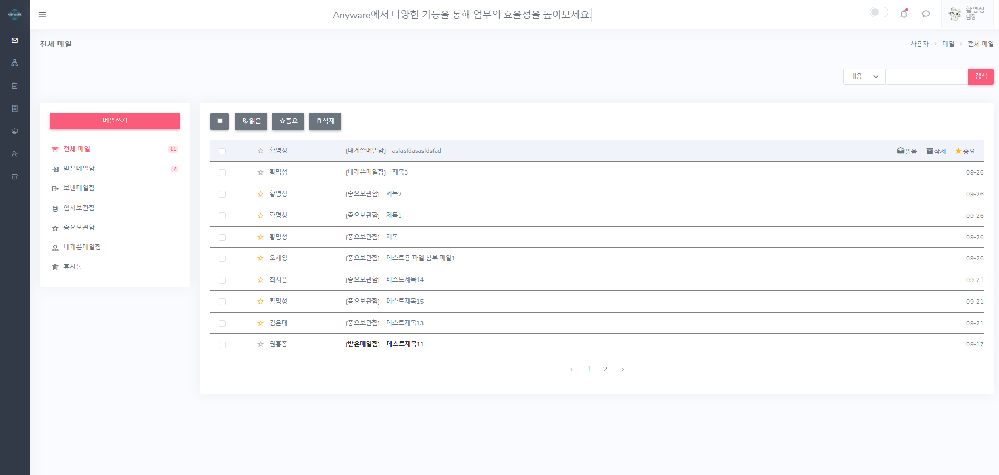 ANYWARE
Anyware에서 다양한 기능을 통해 업무의 효율성을 높여보세요.
황명성
팀장
전체 메일
사용자 > 메일 > 전체 메일
내용 검색
메일쓰기
전체 메일 11
받은메일함 2
보낸메일함
임시보관함
중요보관함
내게쓴메일함
휴지통
읽음 중요 삭제
황명성 [내게쓴메일함] asfasfdasasfdsfad 읽음 삭제 중요
황명성 [내게쓴메일함] 제목3 09-26
황명성 [중요보관함] 제목2 09-26
황명성 [중요보관함] 제목1 09-26
황명성 [중요보관함] 제목 09-26
오세영 [중요보관함] 테스트용 파일 첨부 메일1 09-26
최지은 [중요보관함] 테스트제목14 09-21
황명성 [중요보관함] 테스트제목15 09-21
김은태 [중요보관함] 테스트제목13 09-21
권홍종 [받은메일함] 테스트제목11 09-17
‹ 1 2 ›